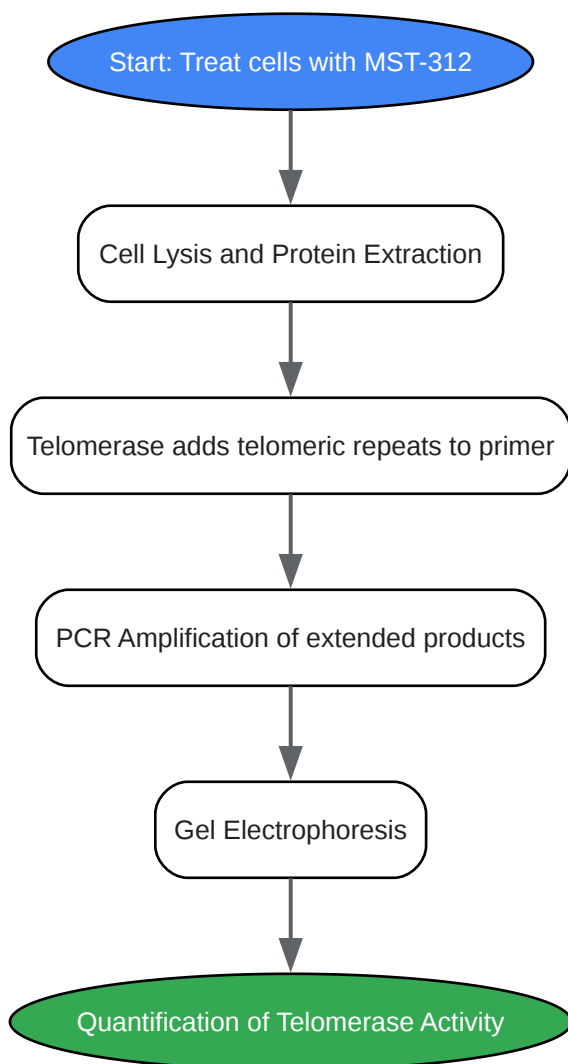 Start: Treat cells with MST-312
Cell Lysis and Protein Extraction
Telomerase adds telomeric repeats to primer
PCR Amplification of extended products
Gel Electrophoresis
Quantification of Telomerase Activity